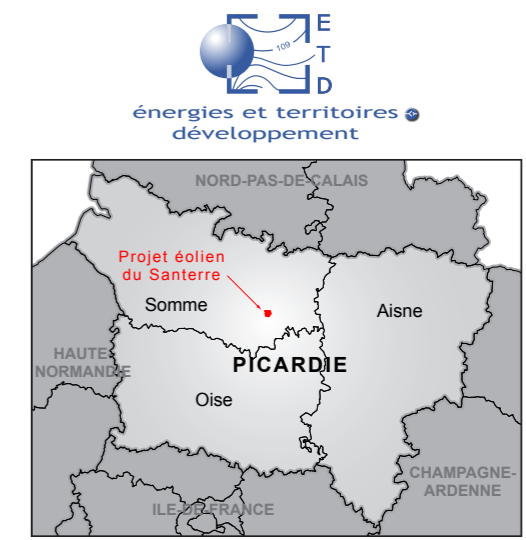 E
T
D
109
énergies et territoires
développement
NORD-PAS-DE-CALAIS
Projet éolien
du Santerre
Somme
Aisne
HAUTE-
NORMANDIE
PICARDIE
Oise
CHAMPAGNE-
ARDENNE
ILE-DE-FRANCE